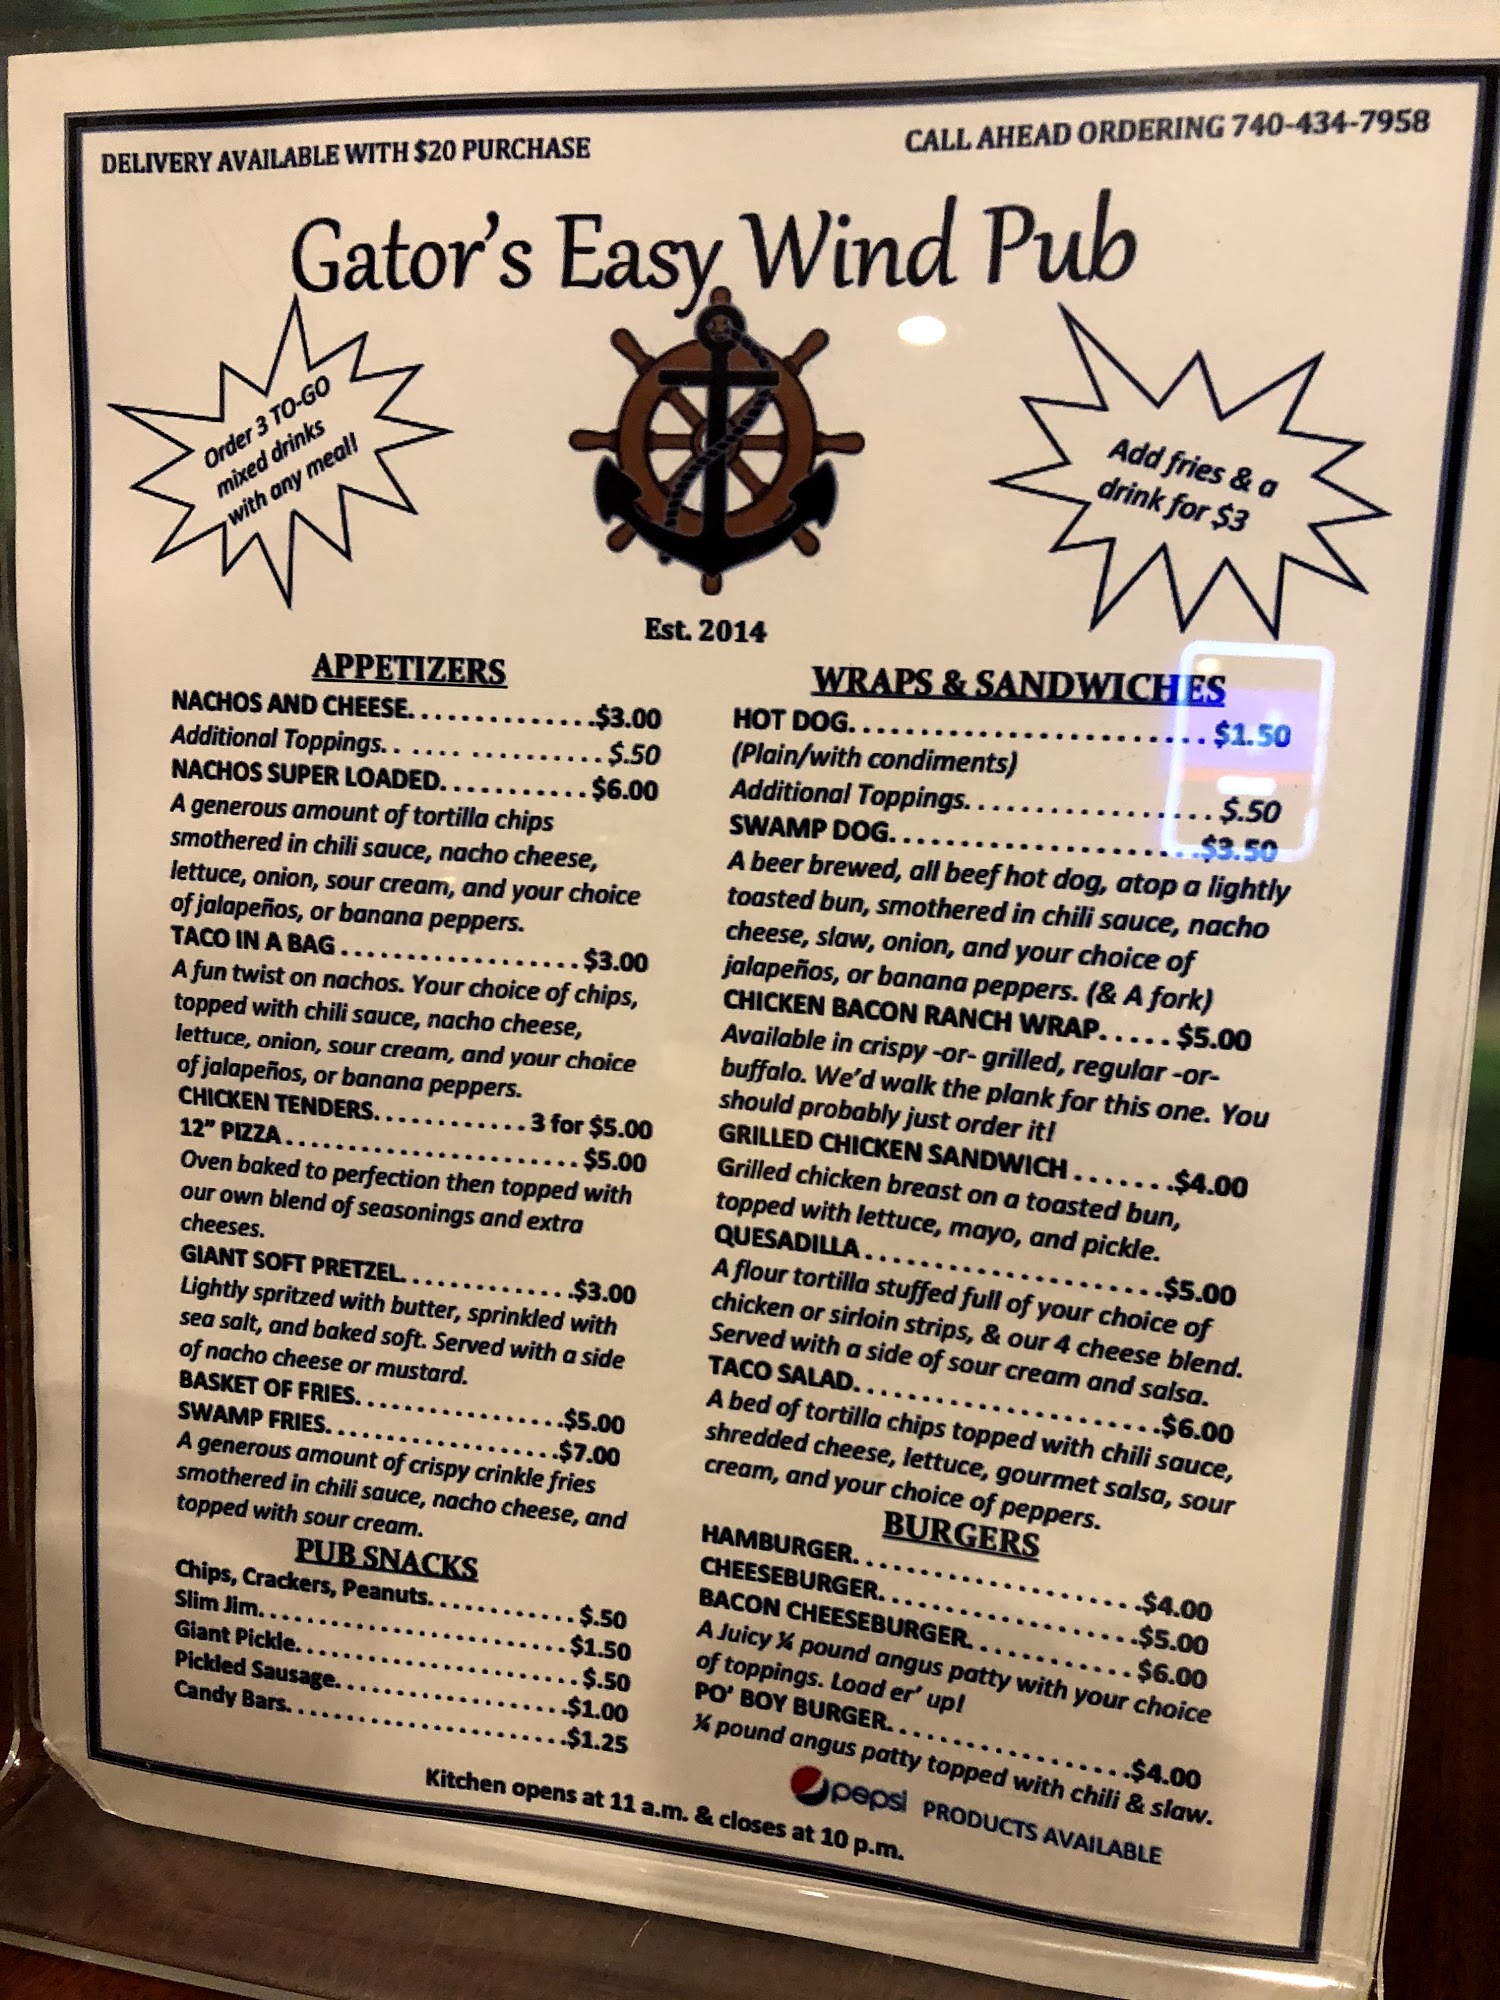 DELIVERY AVAILABLE WITH $20 PURCHASE
CALL AHEAD ORDERING 740-434-7958
Gator's Easy Wind Pub
Order 3 TO-GO
mixed drinks
with any meal!
Add fries & a
drink for $3
Est. 2014
APPETIZERS
NACHOS AND CHEESE..............$3.00
Additional Toppings.. .... ...........$.50
NACHOS SUPER LOADED...........$6.00
A generous amount of tortilla chips
smothered in chili sauce, nacho cheese,
lettuce, onion, sour cream, and your choice
of jalapeños, or banana peppers.
TACO IN A BAG..................$3.00
A fun twist on nachos. Your choice of chips,
topped with chili sauce, nacho cheese,
lettuce, onion, sour cream, and your choice
of jalapeños, or banana peppers.
CHICKEN TENDERS............3 for $5.00
12" PIZZA......................$5.00
Oven baked to perfection then topped with
our own blend of seasonings and extra
cheeses.
GIANT SOFT PRETZEL.............$3.00
Lightly spritzed with butter, sprinkled with
sea salt, and baked soft. Served with a side
of nacho cheese or mustard.
BASKET OF FRIES................$5.00
SWAMP FRIES..................$7.00
A generous amount of crispy crinkle fries
smothered in chili sauce, nacho cheese, and
topped with sour cream.
PUB SNACKS
Chips, Crackers, Peanuts............$.50
Slim Jim........................$1.50
Giant Pickle......................$.50
Pickled Sausage..................$1.00
Candy Bars......................$1.25
WRAPS & SANDWICHES
HOT DOG........................$1.50
(Plain/with condiments)
Additional Toppings...................$.50
SWAMP DOG.....................$3.50
A beer brewed, all beef hot dog, atop a lightly
toasted bun, smothered in chili sauce, nacho
cheese, slaw, onion, and your choice of
jalapeños, or banana peppers. (& A fork)
CHICKEN BACON RANCH WRAP.....$5.00
Available in crispy -or- grilled, regular -or-
buffalo. We'd walk the plank for this one. You
should probably just order it!
GRILLED CHICKEN SANDWICH.......$4.00
Grilled chicken breast on a toasted bun,
topped with lettuce, mayo, and pickle.
QUESADILLA.....................$5.00
A flour tortilla stuffed full of your choice of
chicken or sirloin strips, & our 4 cheese blend.
Served with a side of sour cream and salsa.
TACO SALAD.....................$6.00
A bed of tortilla chips topped with chili sauce,
shredded cheese, lettuce, gourmet salsa, sour
cream, and your choice of peppers.
BURGERS
HAMBURGER....................$4.00
CHEESEBURGER..................$5.00
BACON CHEESEBURGER............$6.00
A Juicy ¼ pound angus patty with your choice
of toppings. Load er' up!
PO' BOY BURGER.................$4.00
¼ pound angus patty topped with chili & slaw.
pepsi PRODUCTS AVAILABLE
Kitchen opens at 11 a.m. & closes at 10 p.m.